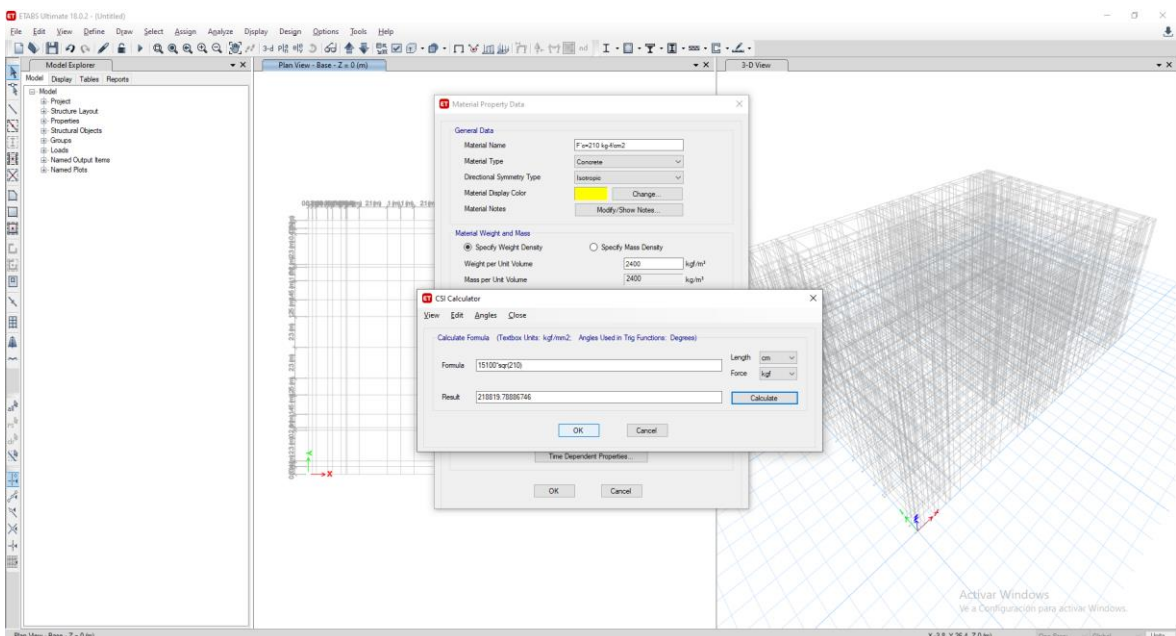 ETABS Ultimate 18.0.2 - (Untitled)
File Edit View Define Draw Select Assign Analyze Display Design Options Tools Help
Model Explorer
Plan View - Base - Z = 0 (m)
3-D View
Model Display Tables Reports
Model
Project
Structure Layout
Properties
Structural Objects
Groups
Loads
Named Output Items
Named Plots
Material Property Data
General Data
Material Name
Material Type Concrete
Directional Symmetry Type Isotropic
Material Display Color Change...
Material Notes Modify/Show Notes...
Material Weight and Mass
Specify Weight Density Specify Mass Density
Weight per Unit Volume 2400 kgf/m³
Mass per Unit Volume 2400 kg/m³
CSI Calculator
View Edit Angles Close
Calculate Formula (Textbox Units: kgf/mm2; Angles Used in Trig Functions: Degrees)
Formula 15100*sqr(210) Length cm
Force kgf
Result 218819.78886746 Calculate
OK Cancel
Time Dependent Properties...
OK Cancel
X
Activar Windows
Ve a Configuración para activar Windows.
Plan View - Base - Z = 0 (m)